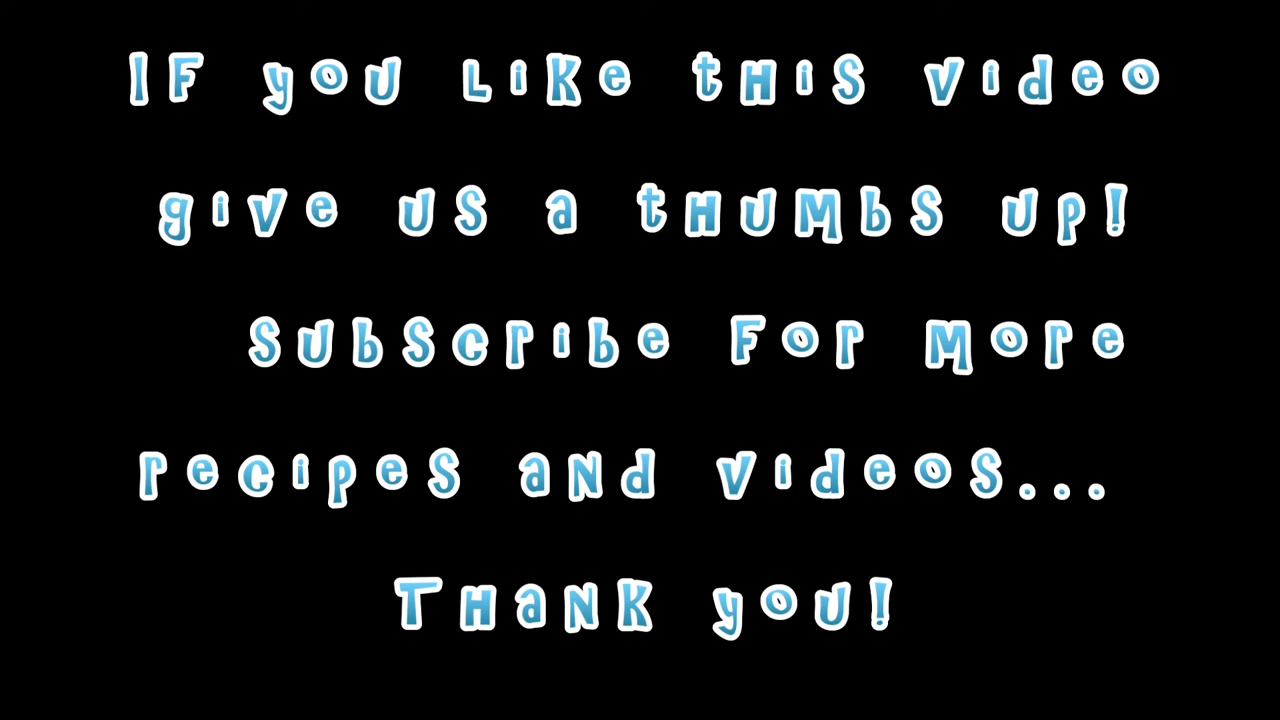 If you like this video
give us a thumbs up!
Subscribe for more
recipes and videos...
Thank you!